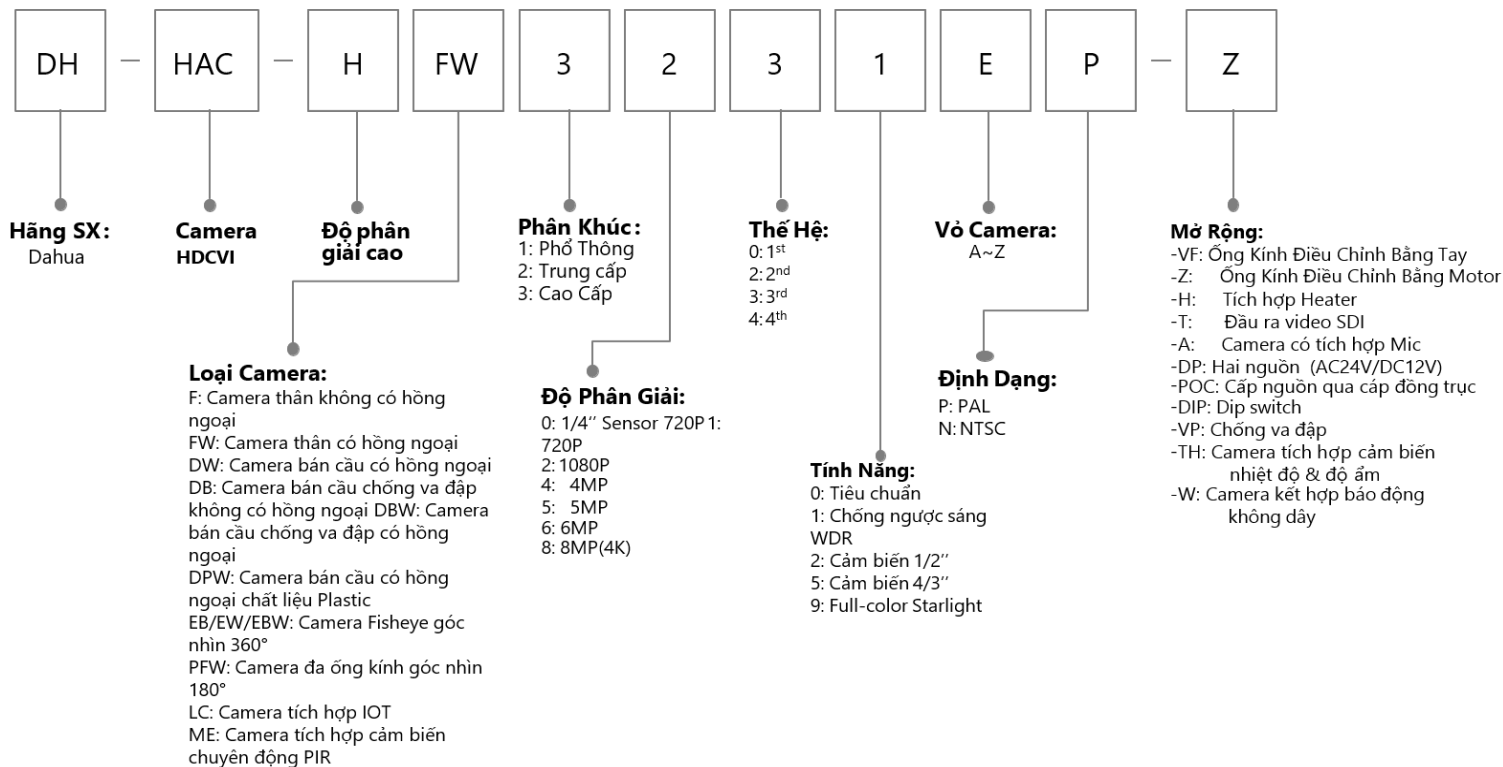 DH - HAC - H FW 3 2 3 1 E P - Z
Hãng SX:
Dahua
Camera
HDCVI
Độ phân
giải cao
Loại Camera:
F: Camera thân không có hồng
ngoại
FW: Camera thân có hồng ngoại
DW: Camera bán cầu có hồng ngoại
DB: Camera bán cầu chống va đập
không có hồng ngoại DBW: Camera
bán cầu chống va đập có hồng
ngoại
DPW: Camera bán cầu có hồng
ngoại chất liệu Plastic
EB/EW/EBW: Camera Fisheye góc
nhìn 360°
PFW: Camera đa ống kính góc nhìn
180°
LC: Camera tích hợp IOT
ME: Camera tích hợp cảm biến
chuyên động PIR
Phân Khúc:
1: Phổ Thông
2: Trung cấp
3: Cao Cấp
Độ Phân Giải:
0: 1/4’’ Sensor 720P1:
720P
2: 1080P
4: 4MP
5: 5MP
6: 6MP
8: 8MP(4K)
Thế Hệ:
0: 1st
2: 2nd
3: 3rd
4: 4th
Tính Năng:
0: Tiêu chuẩn
1: Chống ngược sáng
WDR
2: Cảm biến 1/2’’
5: Cảm biến 4/3’’
9: Full-color Starlight
Vỏ Camera:
A~Z
Định Dạng:
P: PAL
N: NTSC
Mở Rộng:
-VF: Ống Kính Điều Chỉnh Bằng Tay
-Z: Ống Kính Điều Chỉnh Bằng Motor
-H: Tích hợp Heater
-T: Đầu ra video SDI
-A: Camera có tích hợp Mic
-DP: Hai nguồn (AC24V/DC12V)
-POC: Cấp nguồn qua cáp đồng trục
-DIP: Dip switch
-VP: Chống va đập
-TH: Camera tích hợp cảm biến
nhiệt độ & độ ẩm
-W: Camera kết hợp báo động
không dây